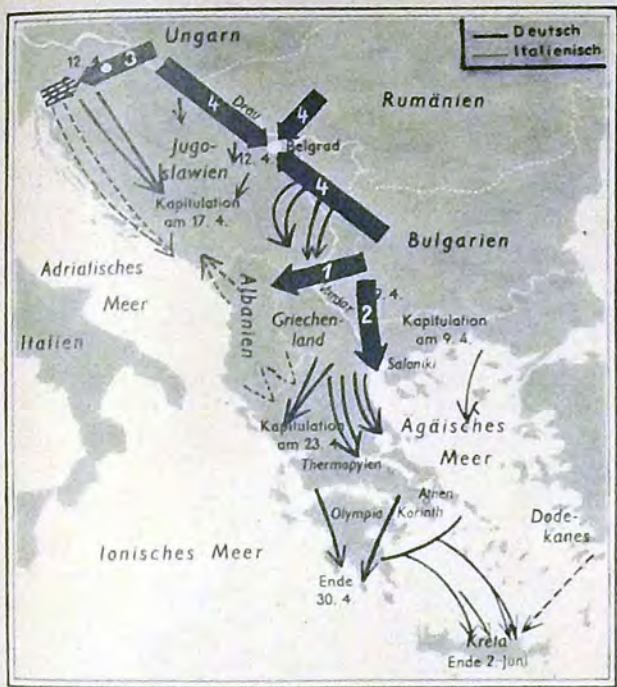 Deutsch
Italienisch
Ungarn
12. 4.
3
4
Drau
4
Rumänien
Jugo-
slawien
12. 4.
Belgrad
Kapitulation
am 17. 4.
4
Bulgarien
Adriatisches
Meer
Albanien
1
Vardar
9. 4.
2
Italien
Griechen-
land
Kapitulation
am 9. 4.
Saloniki
Kapitulation
am 23. 4.
Ägäisches
Meer
Thermopylen
Olympia
Athen
Korinth
Dode-
kanes
Ionisches Meer
Ende
30. 4.
Kreta
Ende 2. Juni